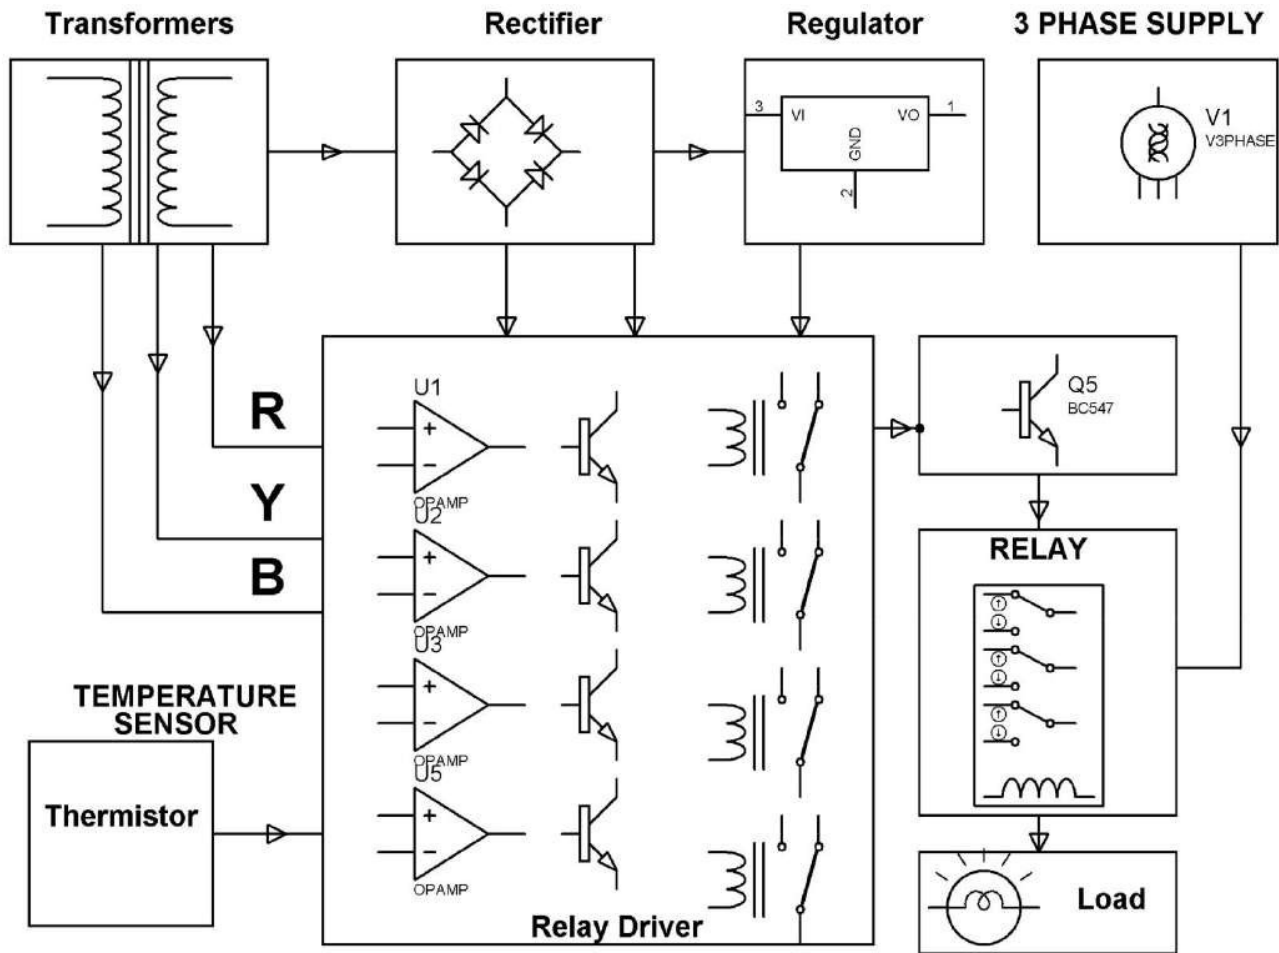 Transformers
Rectifier
Regulator
3 PHASE SUPPLY
3
VI
VO
1
GND
2
V1
V3PHASE
R
Y
B
U1
+
−
OPAMP
U2
+
−
OPAMP
U3
+
−
OPAMP
U5
+
−
OPAMP
Q5
BC547
RELAY
TEMPERATURE
SENSOR
Thermistor
Relay Driver
Load